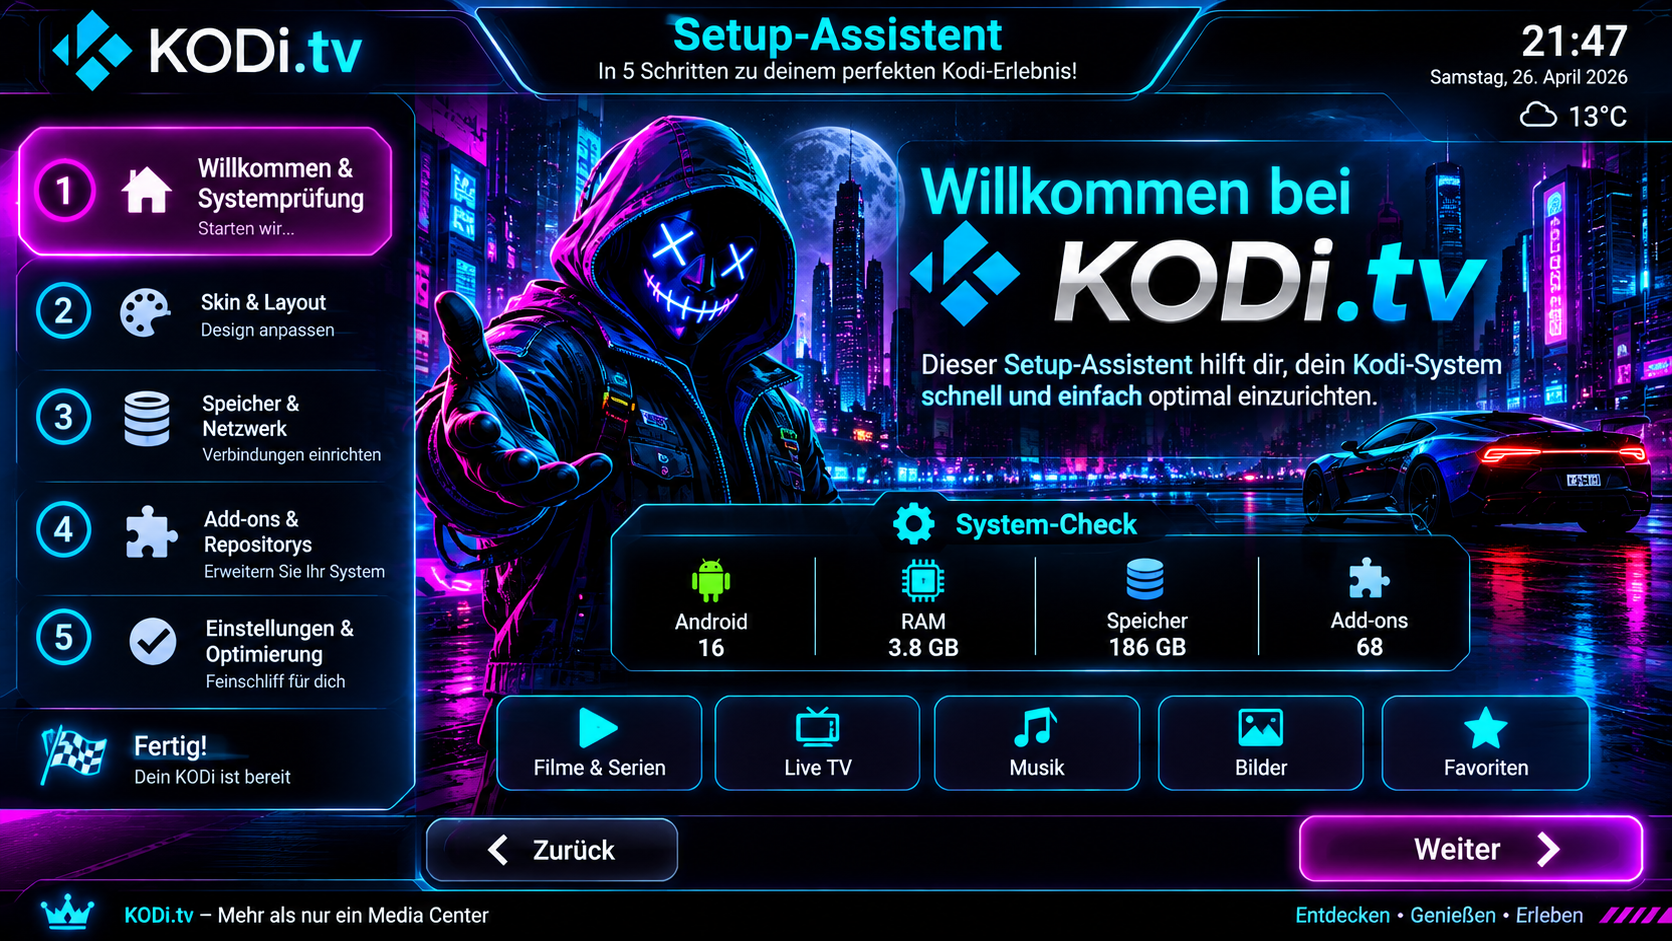 KODi.tv
Setup-Assistent
In 5 Schritten zu deinem perfekten Kodi-Erlebnis!
21:47
Samstag, 26. April 2026
13°C
1
Willkommen &
Systemprüfung
Starten wir...
2
Skin & Layout
Design anpassen
3
Speicher &
Netzwerk
Verbindungen einrichten
4
Add-ons &
Repositorys
Erweitern Sie Ihr System
5
Einstellungen &
Optimierung
Feinschliff für dich
Fertig!
Dein KODi ist bereit
Willkommen bei
KODi.tv
Dieser Setup-Assistent hilft dir, dein Kodi-System
schnell und einfach optimal einzurichten.
System-Check
Android
16
RAM
3.8 GB
Speicher
186 GB
Add-ons
68
Filme & Serien
Live TV
Musik
Bilder
Favoriten
Zurück
Weiter
KODi.tv – Mehr als nur ein Media Center
Entdecken • Genießen • Erleben